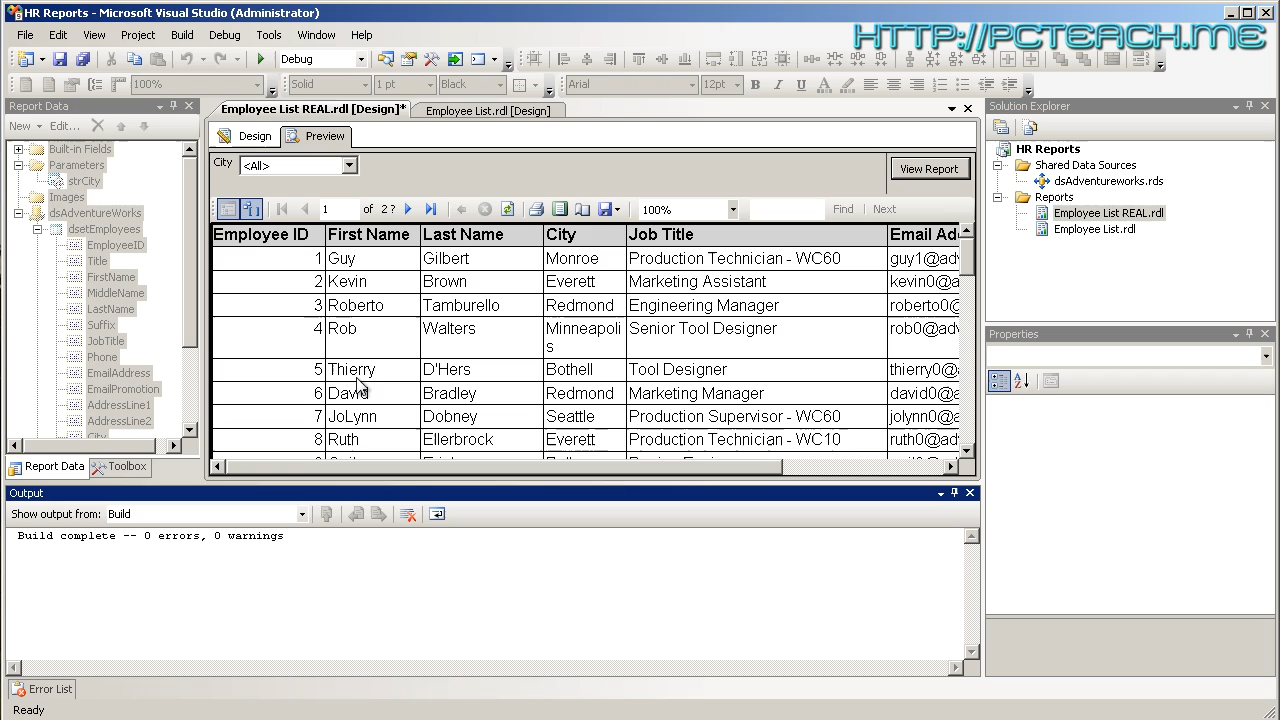 HR Reports - Microsoft Visual Studio (Administrator)
File Edit View Project Build Debug Tools Window Help
HTTP://PCTEACH.ME
Debug
100% Solid 1 pt Black Arial 12pt B I U A
Report Data
New Edit...
Built-in Fields
Parameters
strCity
Images
dsAdventureWorks
dsetEmployees
EmployeeID
Title
FirstName
MiddleName
LastName
Suffix
JobTitle
Phone
EmailAddress
EmailPromotion
AddressLine1
AddressLine2
City
Report Data Toolbox
Employee List REAL.rdl [Design]* Employee List.rdl [Design]
Design Preview
City <All> View Report
1 of 2 ? 100% Find Next
Employee ID First Name Last Name City Job Title Email Ad
1 Guy Gilbert Monroe Production Technician - WC60 guy1@ad
2 Kevin Brown Everett Marketing Assistant kevin0@a
3 Roberto Tamburello Redmond Engineering Manager roberto0@
4 Rob Walters Minneapoli Senior Tool Designer rob0@adv
s
5 Thierry D'Hers Bothell Tool Designer thierry0@a
6 David Bradley Redmond Marketing Manager david0@a
7 JoLynn Dobney Seattle Production Supervisor - WC60 jolynn0@a
8 Ruth Ellerbrock Everett Production Technician - WC10 ruth0@ad
Solution Explorer
HR Reports
Shared Data Sources
dsAdventureworks.rds
Reports
Employee List REAL.rdl
Employee List.rdl
Properties
Output
Show output from: Build
Build complete -- 0 errors, 0 warnings
Error List
Ready